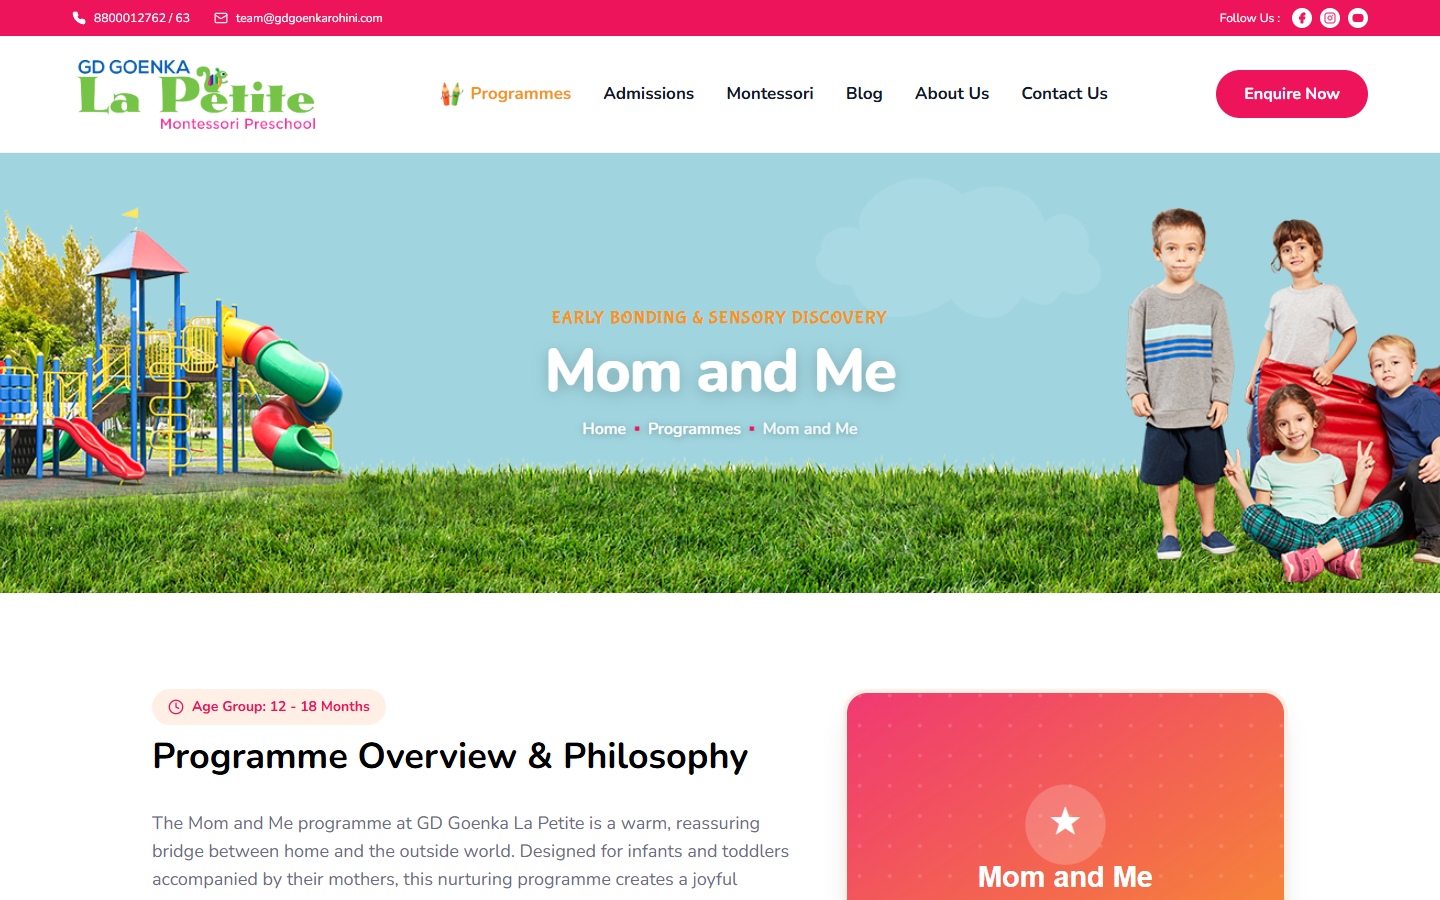 8800012762 / 63
team@gdgoenkarohini.com
Follow Us :
GD GOENKA
La Petite
Montessori Preschool
Programmes
Admissions
Montessori
Blog
About Us
Contact Us
Enquire Now
EARLY BONDING & SENSORY DISCOVERY
Mom and Me
Home ▪ Programmes ▪ Mom and Me
Age Group: 12 - 18 Months
Programme Overview & Philosophy
The Mom and Me programme at GD Goenka La Petite is a warm, reassuring
bridge between home and the outside world. Designed for infants and toddlers
accompanied by their mothers, this nurturing programme creates a joyful
Mom and Me